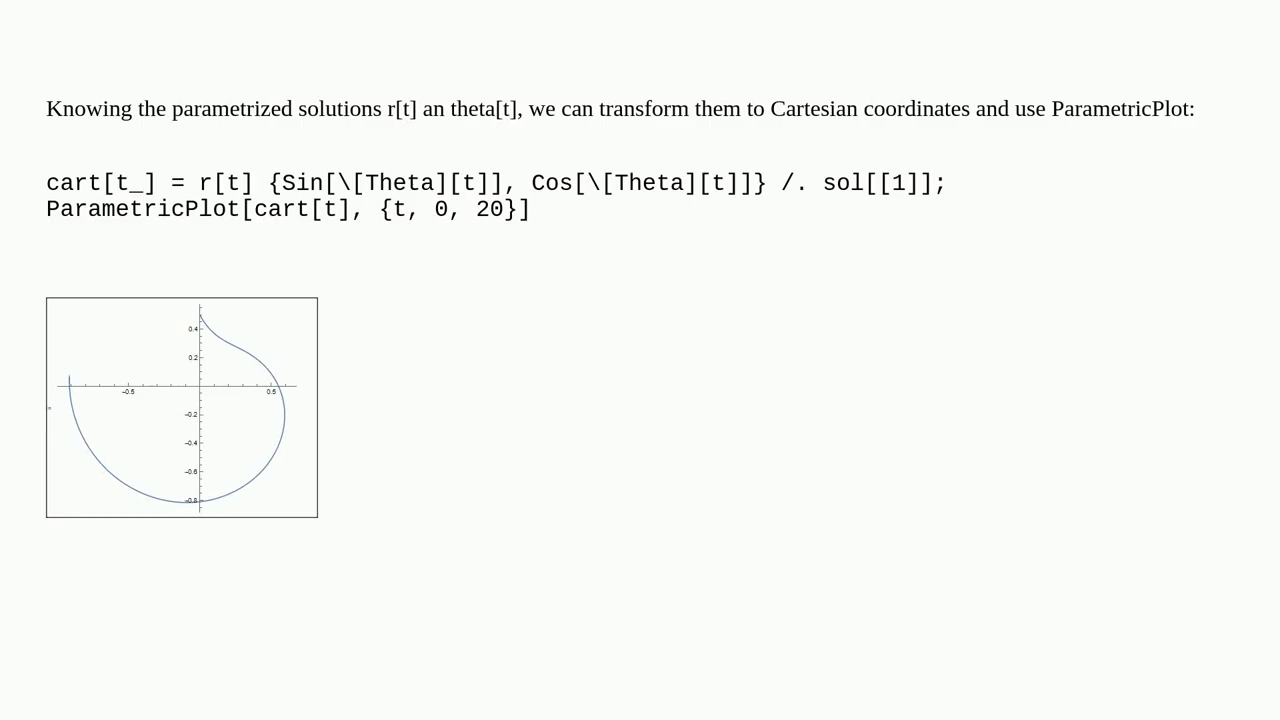 Knowing the parametrized solutions r[t] an theta[t], we can transform them to Cartesian coordinates and use ParametricPlot:
cart[t_] = r[t] {Sin[\[Theta][t]], Cos[\[Theta][t]]} /. sol[[1]];
ParametricPlot[cart[t], {t, 0, 20}]
0.4
0.2
-0.5
0.5
-0.2
-0.4
-0.6
-0.8